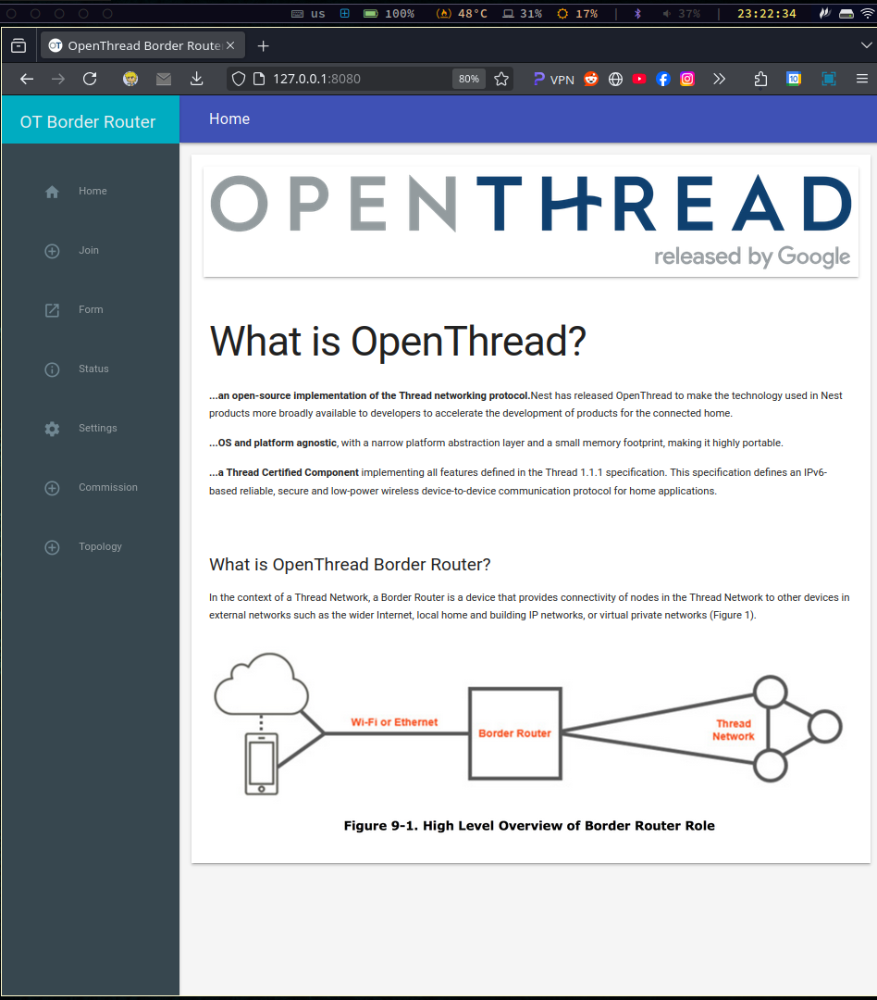 us 100% 48°C 31% 17% | 37% | 23:22:34
OT OpenThread Border Route
127.0.0.1:8080 80% VPN 10
OT Border Router
Home
Home
Join
Form
Status
Settings
Commission
Topology
OPENTHREAD
released by Google
What is OpenThread?
...an open-source implementation of the Thread networking protocol.Nest has released OpenThread to make the technology used in Nest
products more broadly available to developers to accelerate the development of products for the connected home.
...OS and platform agnostic, with a narrow platform abstraction layer and a small memory footprint, making it highly portable.
...a Thread Certified Component implementing all features defined in the Thread 1.1.1 specification. This specification defines an IPv6-
based reliable, secure and low-power wireless device-to-device communication protocol for home applications.
What is OpenThread Border Router?
In the context of a Thread Network, a Border Router is a device that provides connectivity of nodes in the Thread Network to other devices in
external networks such as the wider Internet, local home and building IP networks, or virtual private networks (Figure 1).
Wi-Fi or Ethernet
Border Router
Thread
Network
Figure 9-1. High Level Overview of Border Router Role